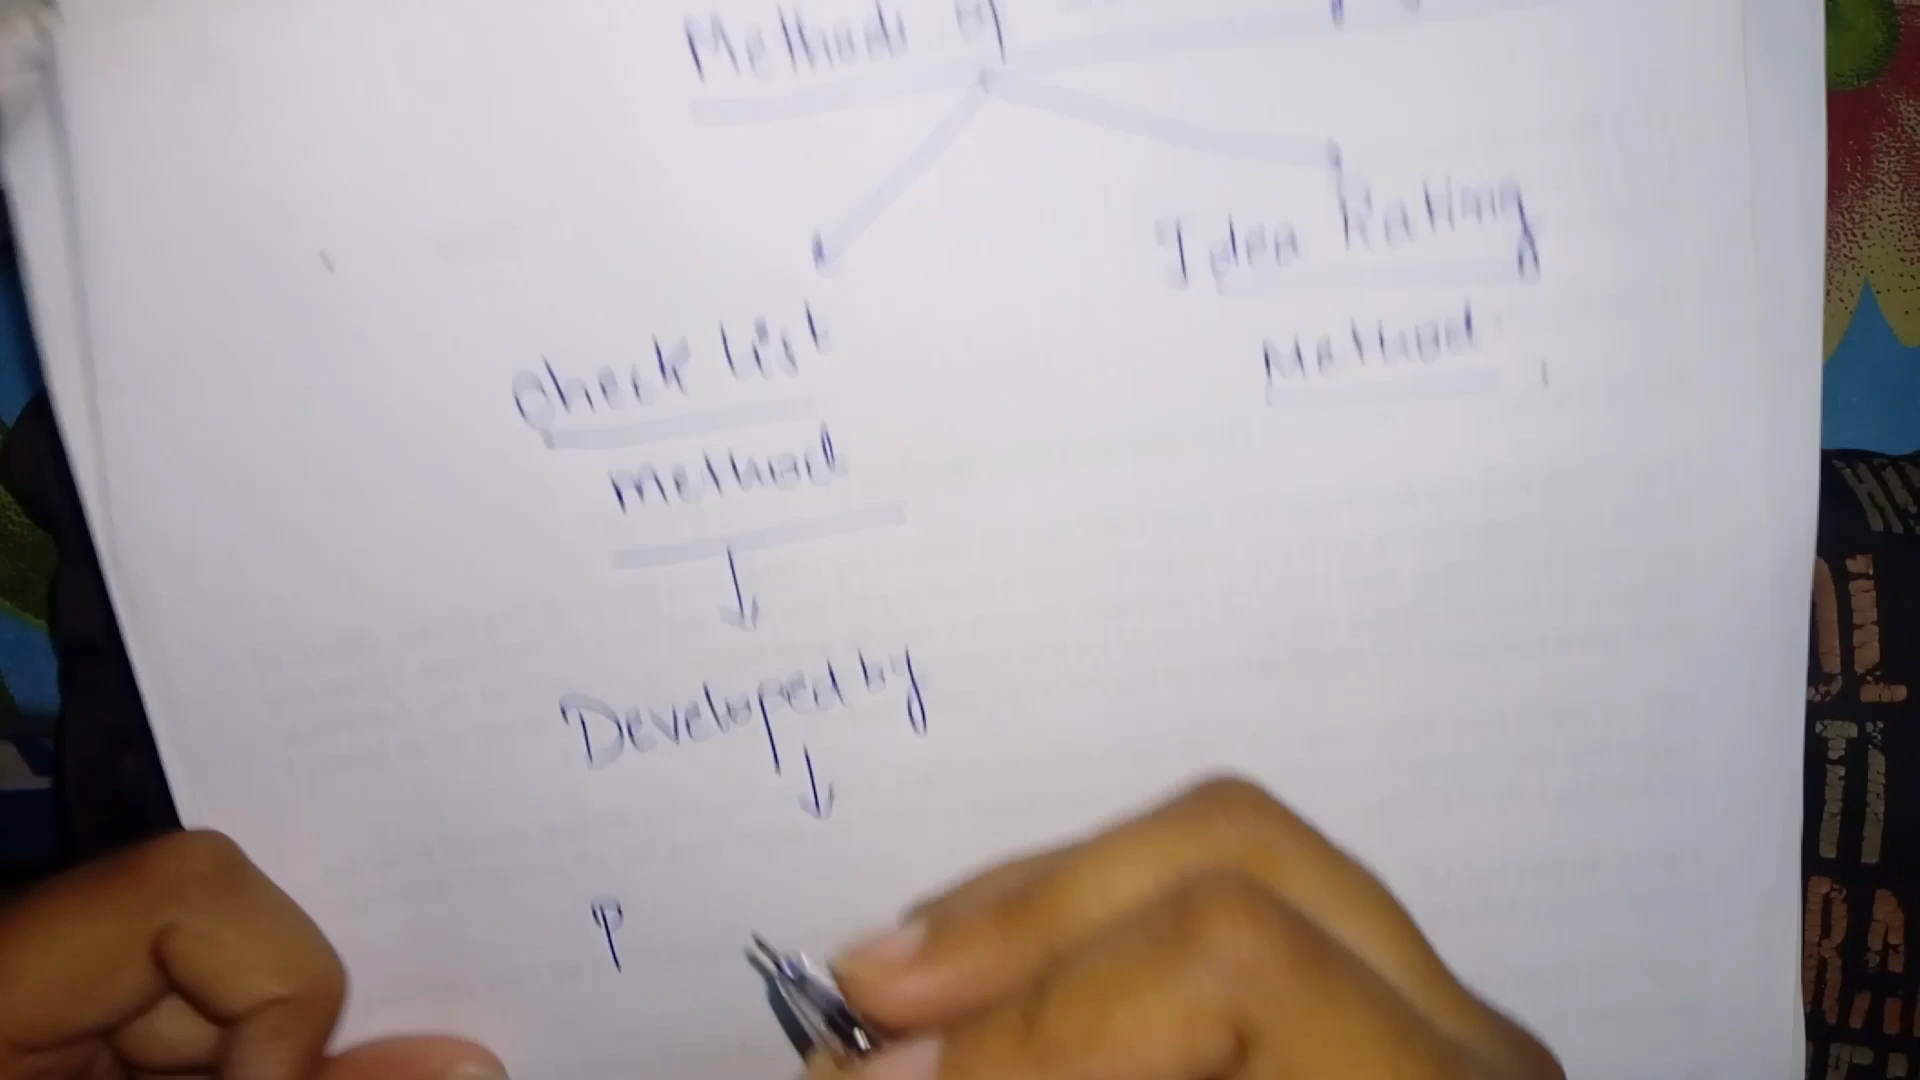 Methods of
Idea Rating
Method
Check List
Method
Developed by
P